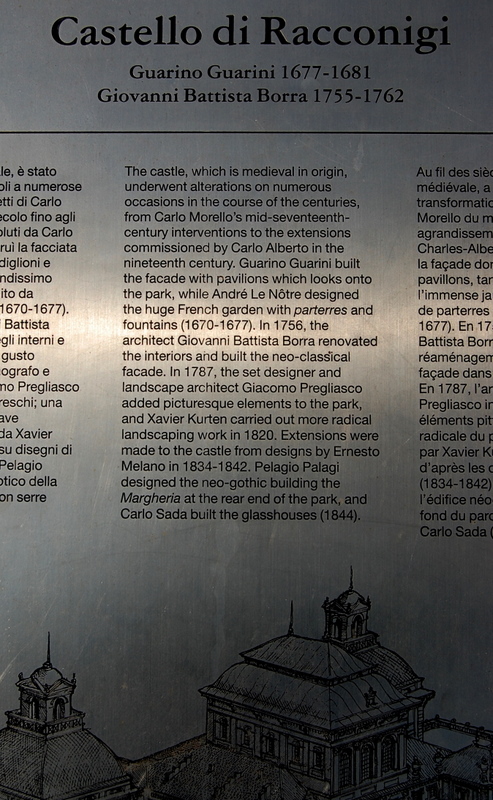 Castello di Racconigi
Guarino Guarini 1677-1681
Giovanni Battista Borra 1755-1762
le, è stato
oli a numerose
etti di Carlo
ecolo fino agli
oluti da Carlo
ruì la facciata
diglioni e
ndissimo
ito da
1670-1677).
i Battista
egli interni e
gusto
ografo e
mo Pregliasco
reschi; una
ave
da Xavier
su disegni di
Pelagio
otico della
on serre
The castle, which is medieval in origin,
underwent alterations on numerous
occasions in the course of the centuries,
from Carlo Morello's mid-seventeenth-
century interventions to the extensions
commissioned by Carlo Alberto in the
nineteenth century. Guarino Guarini built
the facade with pavilions which looks onto
the park, while André Le Nôtre designed
the huge French garden with parterres and
fountains (1670-1677). In 1756, the
architect Giovanni Battista Borra renovated
the interiors and built the neo-classical
facade. In 1787, the set designer and
landscape architect Giacomo Pregliasco
added picturesque elements to the park,
and Xavier Kurten carried out more radical
landscaping work in 1820. Extensions were
made to the castle from designs by Ernesto
Melano in 1834-1842. Pelagio Palagi
designed the neo-gothic building the
Margheria at the rear end of the park, and
Carlo Sada built the glasshouses (1844).
Au fil des sièc
médiévale, a
transformatio
Morello du m
agrandissem
Charles-Albe
la façade don
pavillons, tan
l'immense ja
de parterres
1677). En 17
Battista Borr
réaménagem
façade dans
En 1787, l'ar
Pregliasco in
éléments pitt
radicale du p
par Xavier Ku
d'après les d
(1834-1842)
l'édifice néo
fond du parc
Carlo Sada (